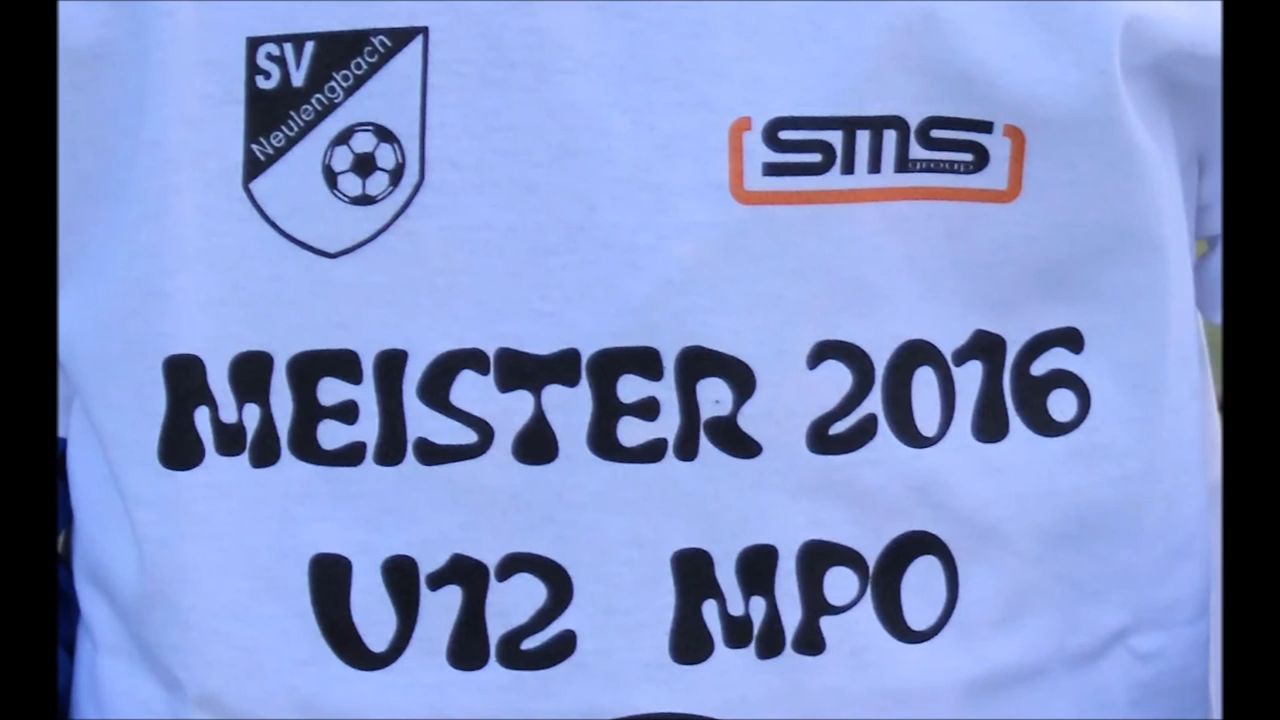 SV
Neulengbach
SMS
group
MEISTER 2016
U12 MPO